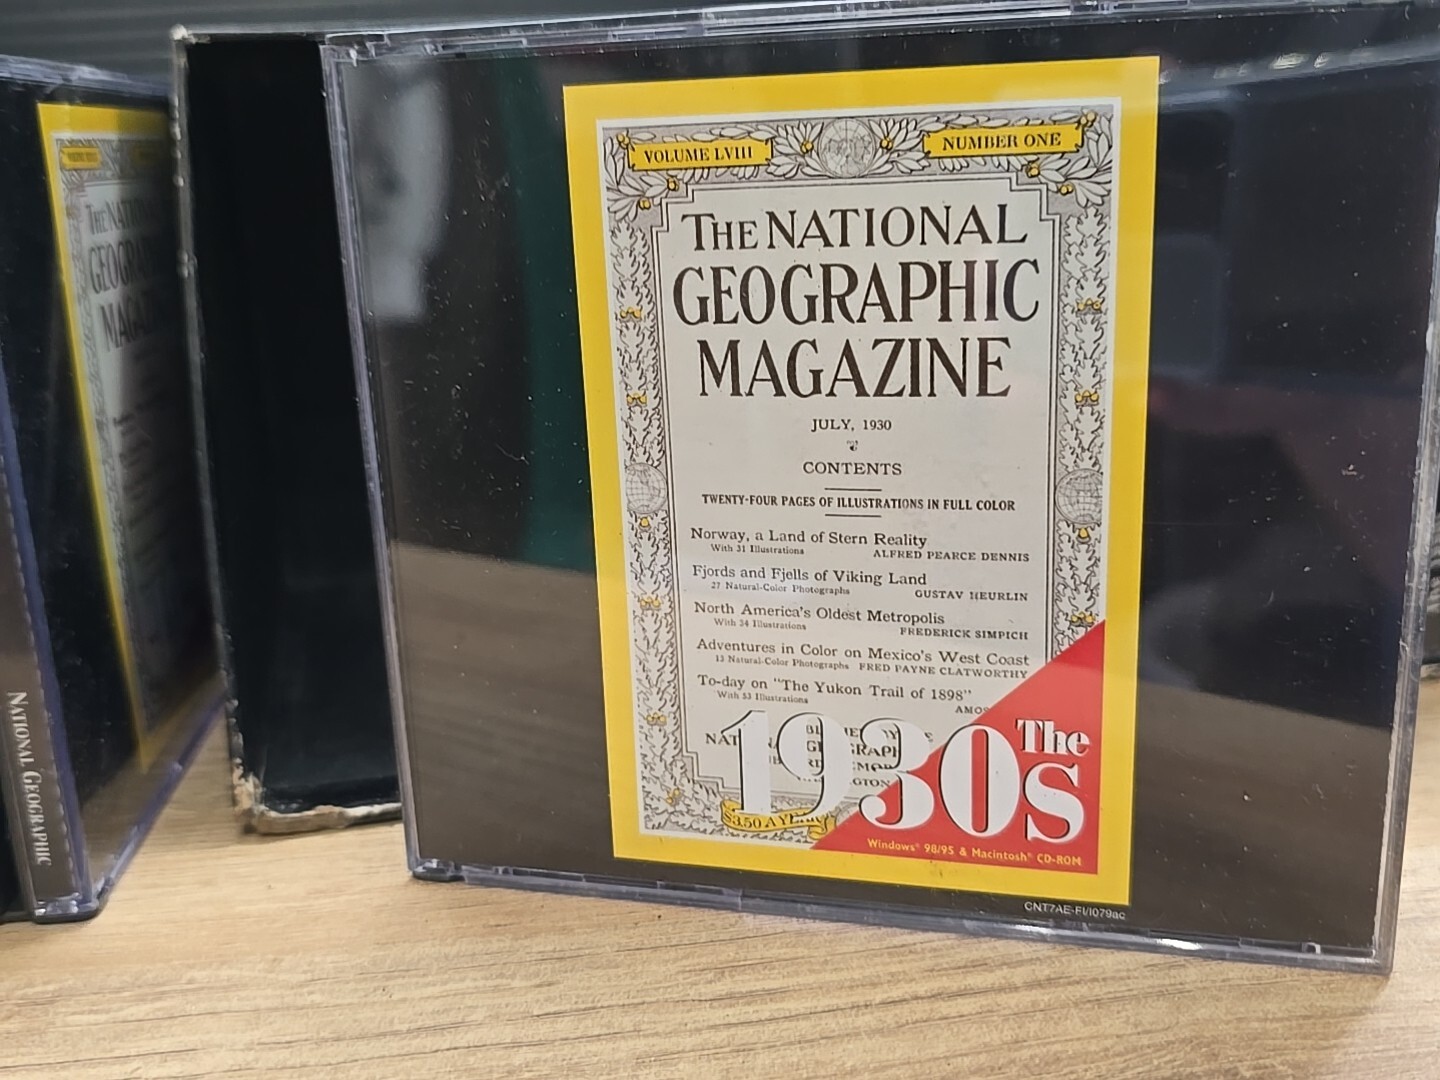 VOLUME LVIII
NUMBER ONE
THE NATIONAL
GEOGRAPHIC
MAGAZINE
JULY, 1930
CONTENTS
TWENTY-FOUR PAGES OF ILLUSTRATIONS IN FULL COLOR
Norway, a Land of Stern Reality
With 31 Illustrations ALFRED PEARCE DENNIS
Fjords and Fjells of Viking Land
27 Natural-Color Photographs GUSTAV HEURLIN
North America's Oldest Metropolis
With 34 Illustrations FREDERICK SIMPICH
Adventures in Color on Mexico's West Coast
13 Natural-Color Photographs FRED PAYNE CLATWORTHY
To-day on "The Yukon Trail of 1898"
With 53 Illustrations
AMOS
The
1930s
$3.50 A
Windows® 98/95 & Macintosh® CD-ROM
CNT7AE-FI/I079ac
THE NATIONAL
GEOGRAPHIC
MAGAZINE
NATIONAL GEOGRAPHIC